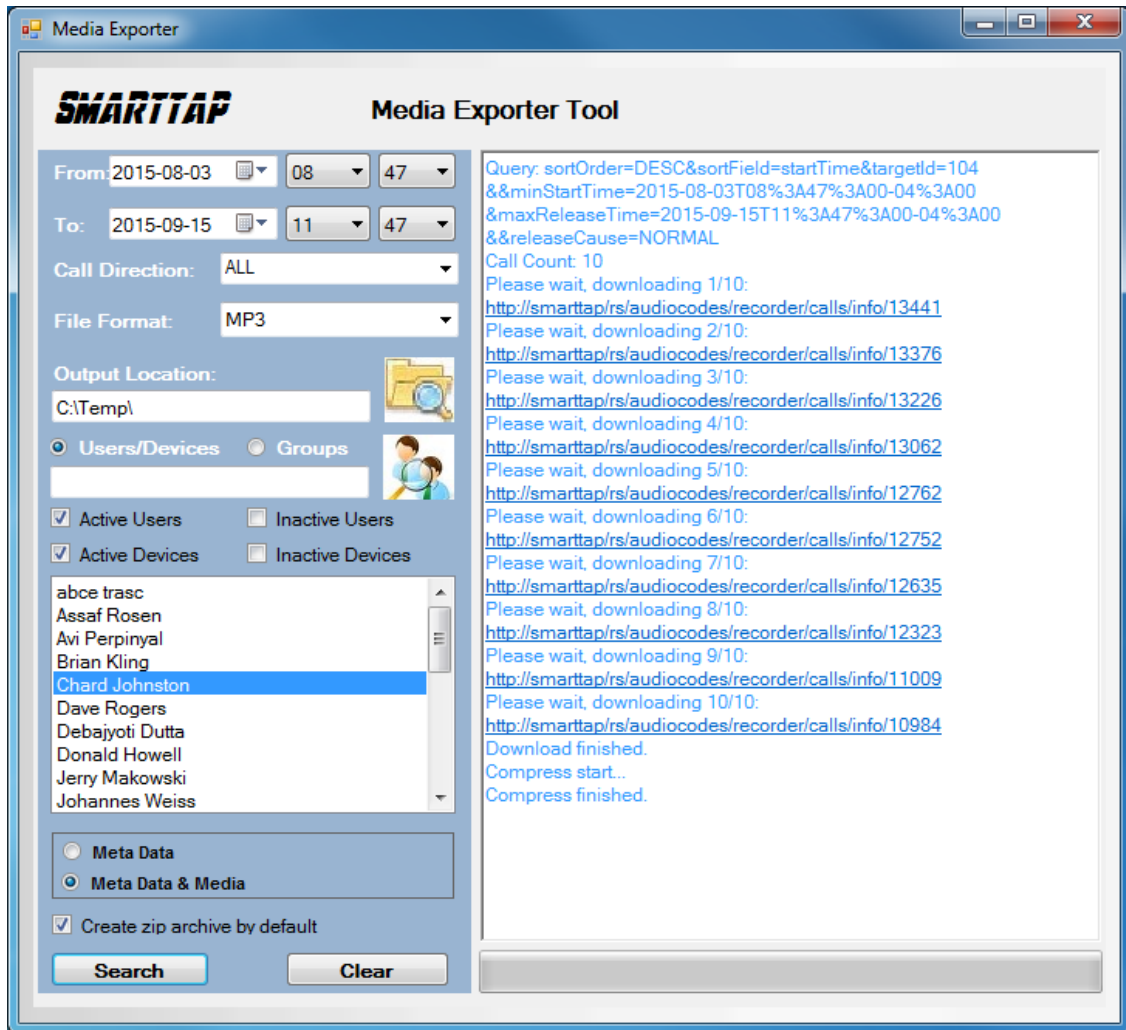 Media Exporter
SMARTTAP
Media Exporter Tool
From: 2015-08-03 08 47
To: 2015-09-15 11 47
Call Direction: ALL
File Format: MP3
Output Location:
C:\Temp\
Users/Devices Groups
Active Users Inactive Users
Active Devices Inactive Devices
abce trasc
Assaf Rosen
Avi Perpinyal
Brian Kling
Chard Johnston
Dave Rogers
Debajyoti Dutta
Donald Howell
Jerry Makowski
Johannes Weiss
Meta Data
Meta Data & Media
Create zip archive by default
Search Clear
Query: sortOrder=DESC&sortField=startTime&targetId=104
&&minStartTime=2015-08-03T08%3A47%3A00-04%3A00
&maxReleaseTime=2015-09-15T11%3A47%3A00-04%3A00
&&releaseCause=NORMAL
Call Count: 10
Please wait, downloading 1/10:
http://smarttap/rs/audiocodes/recorder/calls/info/13441
Please wait, downloading 2/10:
http://smarttap/rs/audiocodes/recorder/calls/info/13376
Please wait, downloading 3/10:
http://smarttap/rs/audiocodes/recorder/calls/info/13226
Please wait, downloading 4/10:
http://smarttap/rs/audiocodes/recorder/calls/info/13062
Please wait, downloading 5/10:
http://smarttap/rs/audiocodes/recorder/calls/info/12762
Please wait, downloading 6/10:
http://smarttap/rs/audiocodes/recorder/calls/info/12752
Please wait, downloading 7/10:
http://smarttap/rs/audiocodes/recorder/calls/info/12635
Please wait, downloading 8/10:
http://smarttap/rs/audiocodes/recorder/calls/info/12323
Please wait, downloading 9/10:
http://smarttap/rs/audiocodes/recorder/calls/info/11009
Please wait, downloading 10/10:
http://smarttap/rs/audiocodes/recorder/calls/info/10984
Download finished.
Compress start...
Compress finished.